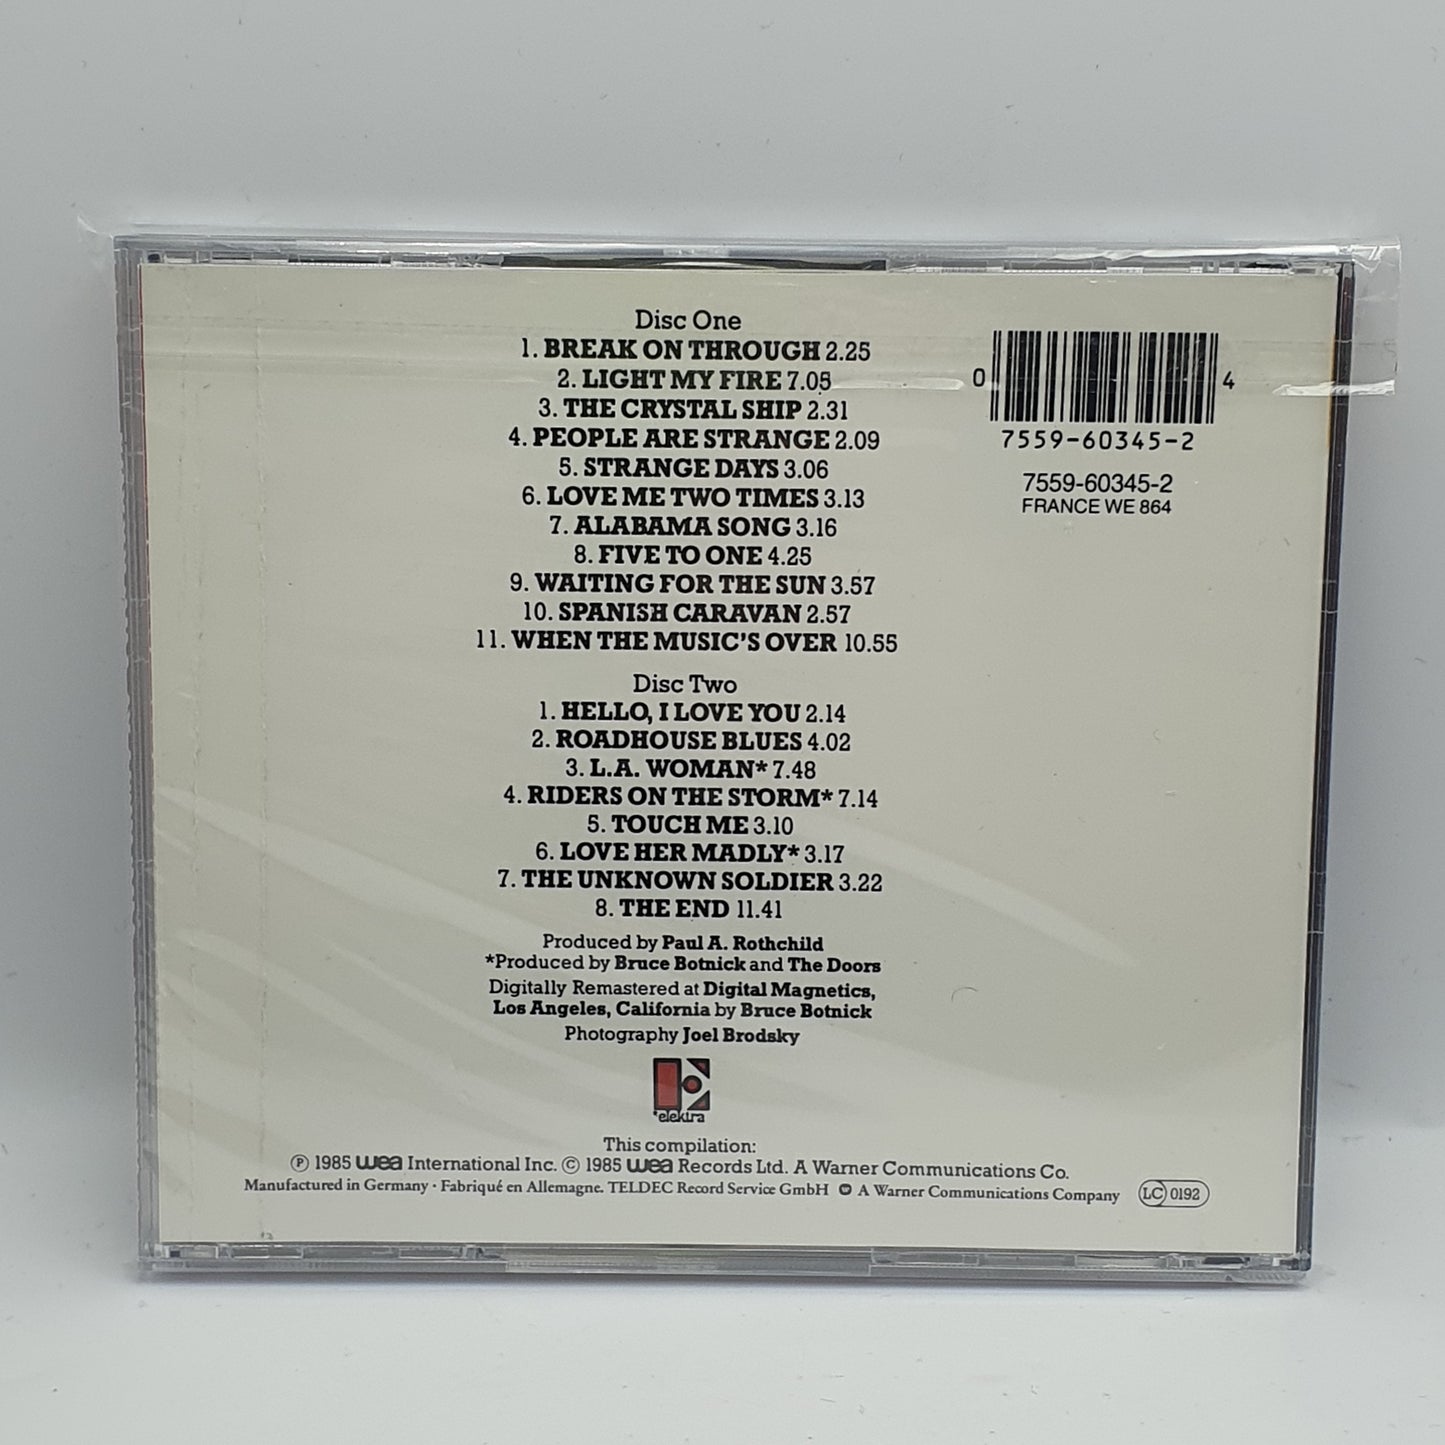 Disc One
1. BREAK ON THROUGH 2.25
2. LIGHT MY FIRE 7.05
3. THE CRYSTAL SHIP 2.31
4. PEOPLE ARE STRANGE 2.09
5. STRANGE DAYS 3.06
6. LOVE ME TWO TIMES 3.13
7. ALABAMA SONG 3.16
8. FIVE TO ONE 4.25
9. WAITING FOR THE SUN 3.57
10. SPANISH CARAVAN 2.57
11. WHEN THE MUSIC'S OVER 10.55
0 4
7559-60345-2
7559-60345-2
FRANCE WE 864
Disc Two
1. HELLO, I LOVE YOU 2.14
2. ROADHOUSE BLUES 4.02
3. L.A. WOMAN* 7.48
4. RIDERS ON THE STORM* 7.14
5. TOUCH ME 3.10
6. LOVE HER MADLY* 3.17
7. THE UNKNOWN SOLDIER 3.22
8. THE END 11.41
Produced by Paul A. Rothchild
*Produced by Bruce Botnick and The Doors
Digitally Remastered at Digital Magnetics,
Los Angeles, California by Bruce Botnick
Photography Joel Brodsky
elektra
This compilation:
℗ 1985 wea International Inc. © 1985 wea Records Ltd. A Warner Communications Co.
Manufactured in Germany · Fabriqué en Allemagne. TELDEC Record Service GmbH A Warner Communications Company LC 0192